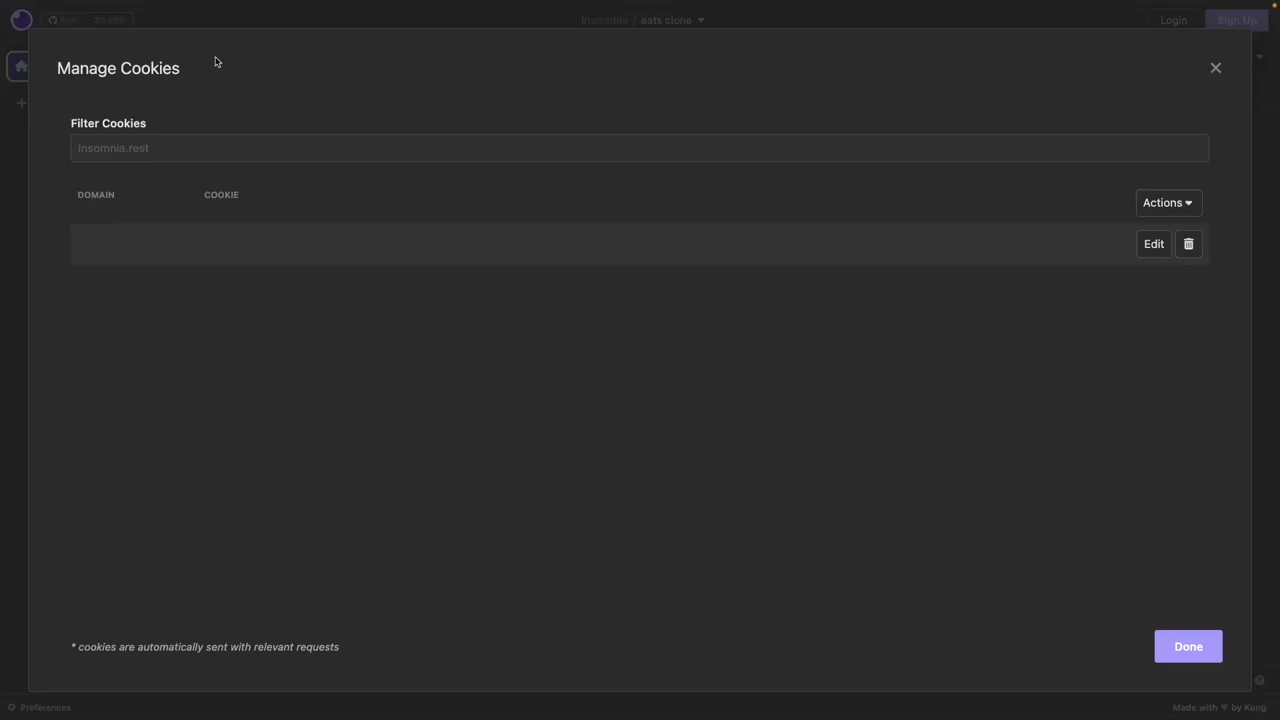 Insomnia / eats clone
Login
Sign Up
Manage Cookies
Filter Cookies
insomnia.rest
DOMAIN
COOKIE
Actions
Edit
* cookies are automatically sent with relevant requests
Done
Preferences
Made with ♥ by Kong